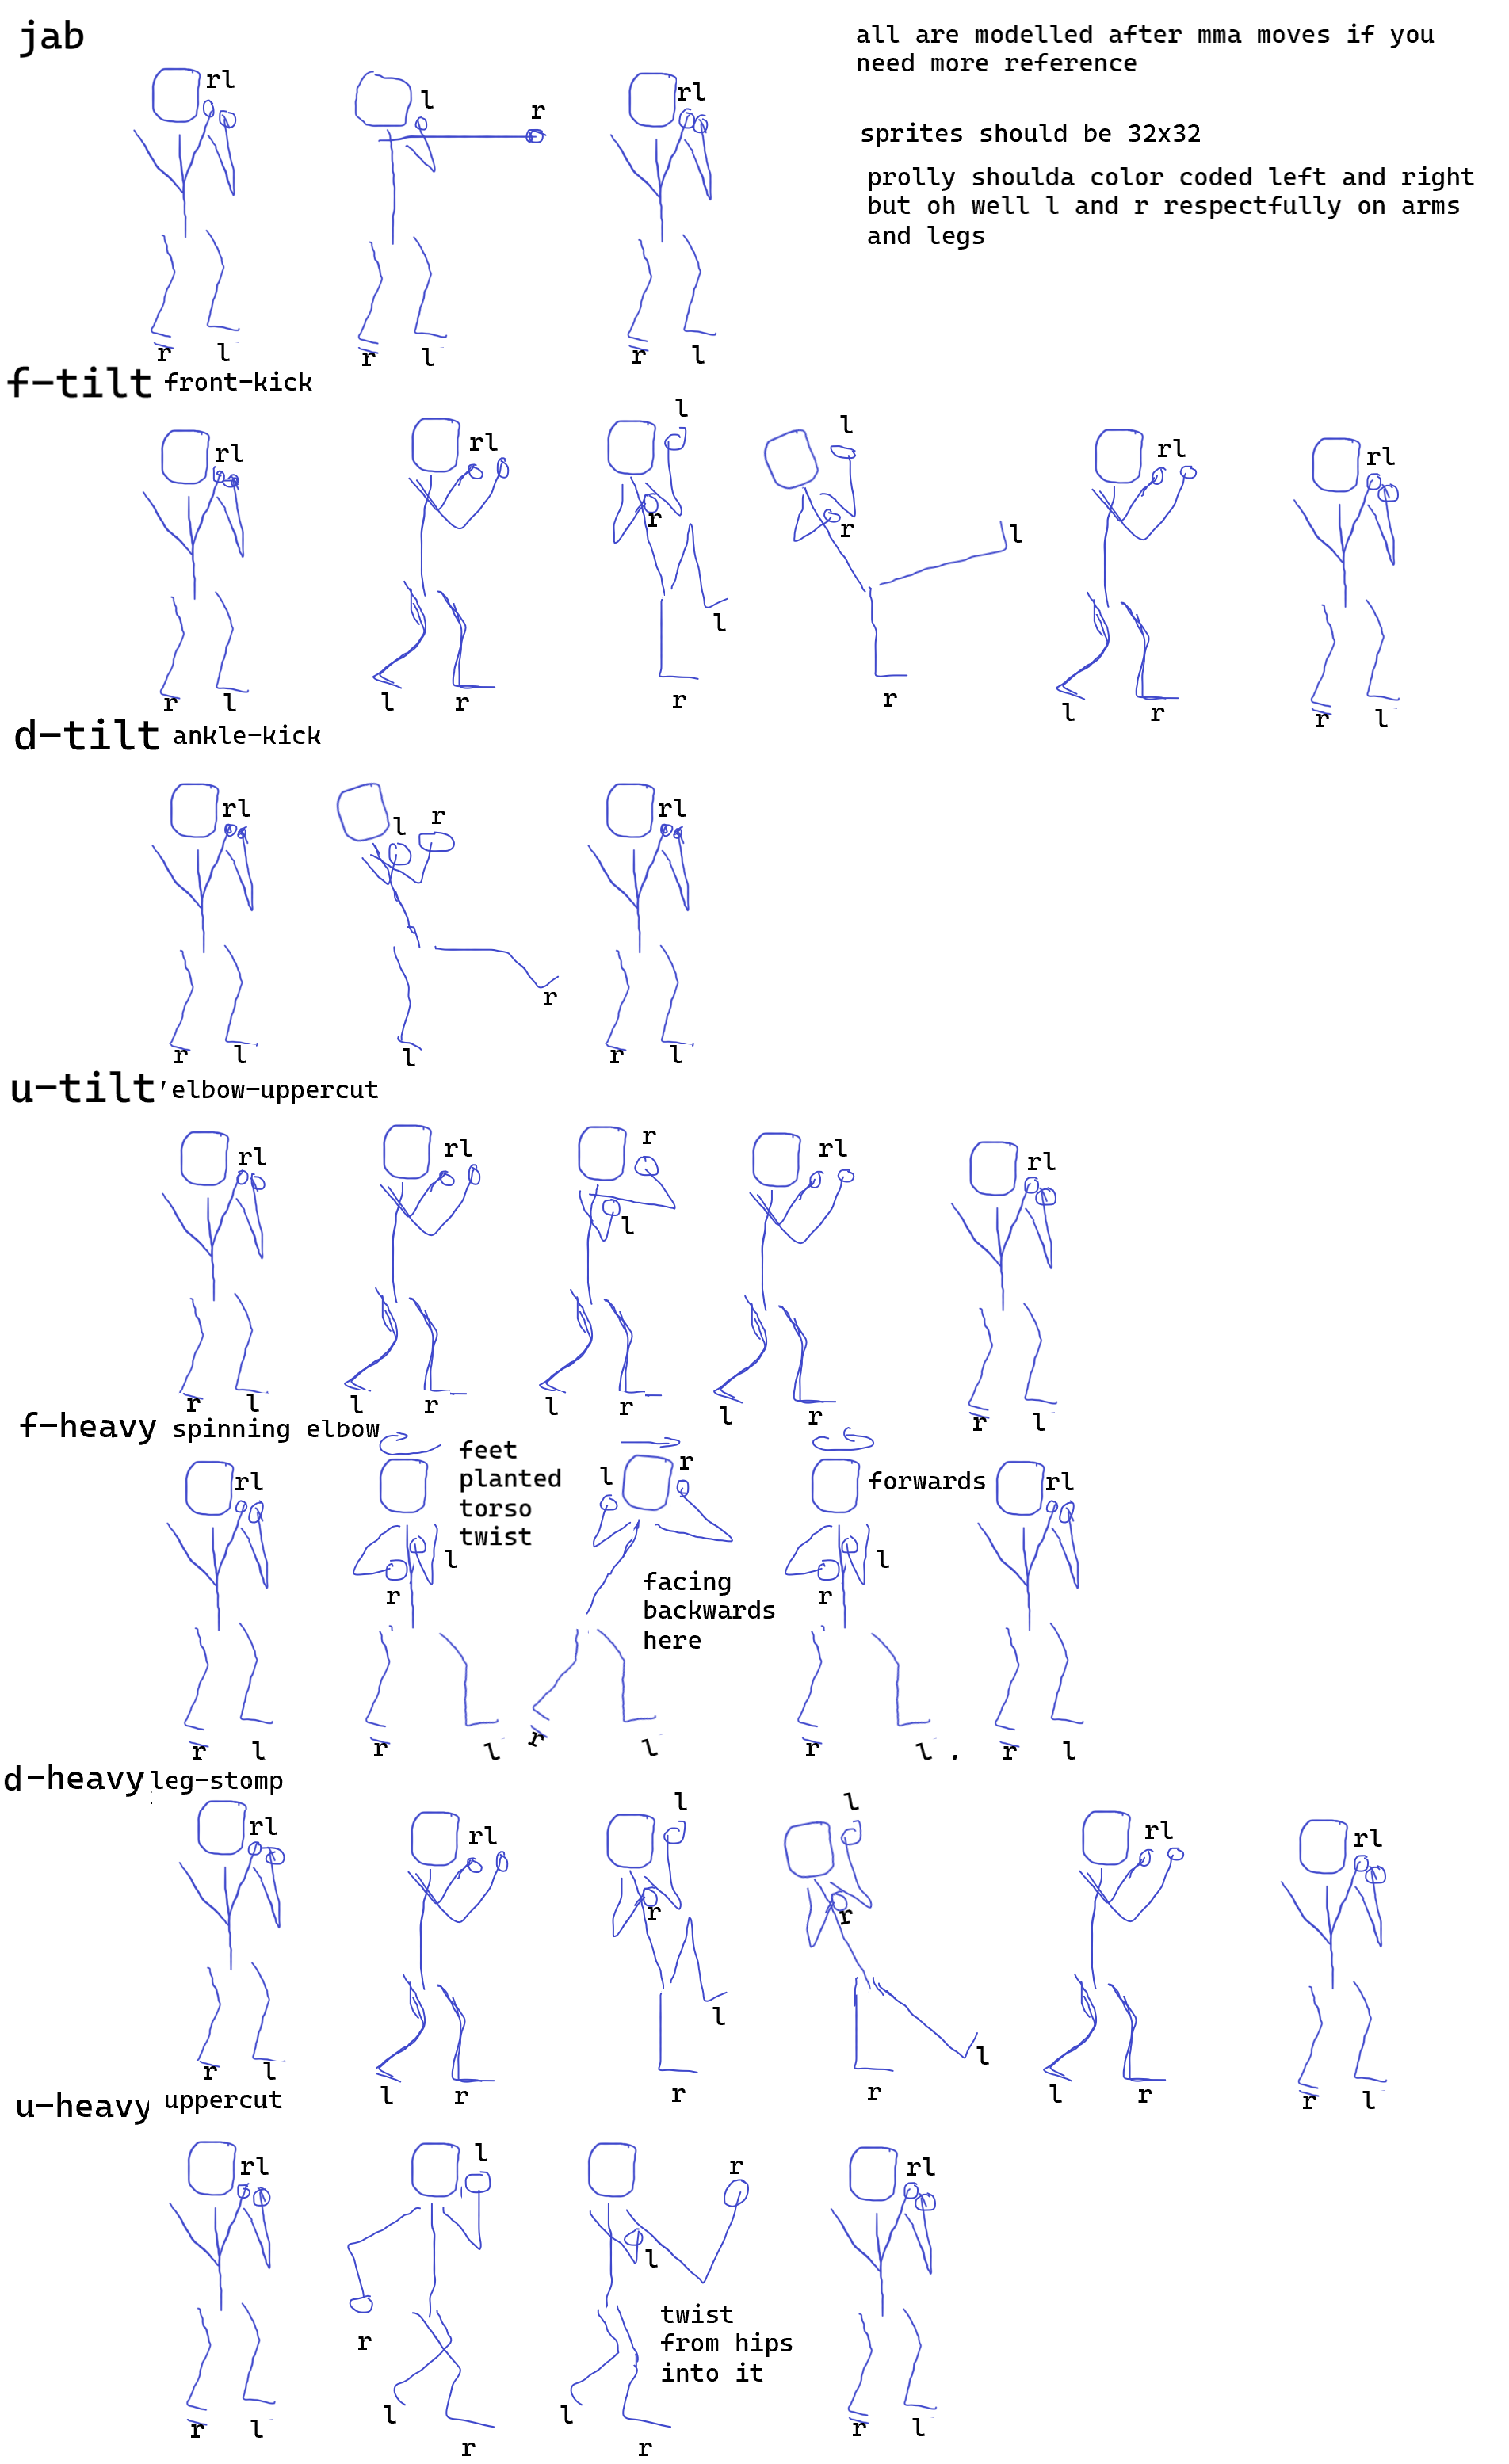 jab
all are modelled after mma moves if you
need more reference
rl
l
r
rl
sprites should be 32x32
prolly shoulda color coded left and right
but oh well l and r respectfully on arms
and legs
r
l
r
l
r
l
f-tilt front-kick
rl
rl
l
l
rl
rl
r
r
l
l
r
l
l
r
r
r
l
r
r
l
d-tilt ankle-kick
rl
l
r
rl
r
r
l
l
r
l
u-tilt elbow-uppercut
rl
rl
r
rl
rl
l
r
l
l
r
l
r
l
r
r
l
f-heavy spinning elbow
feet
planted
torso
twist
rl
l
r
forwards
rl
l
r
l
r
facing
backwards
here
r
l
r
l
r
l
r
l ,
r
l
d-heavy leg-stomp
rl
rl
l
l
rl
rl
r
r
l
l
r
l
l
r
r
r
l
r
r
l
u-heavy uppercut
rl
l
r
rl
l
r
twist
from hips
into it
r
l
l
r
l
r
r
l